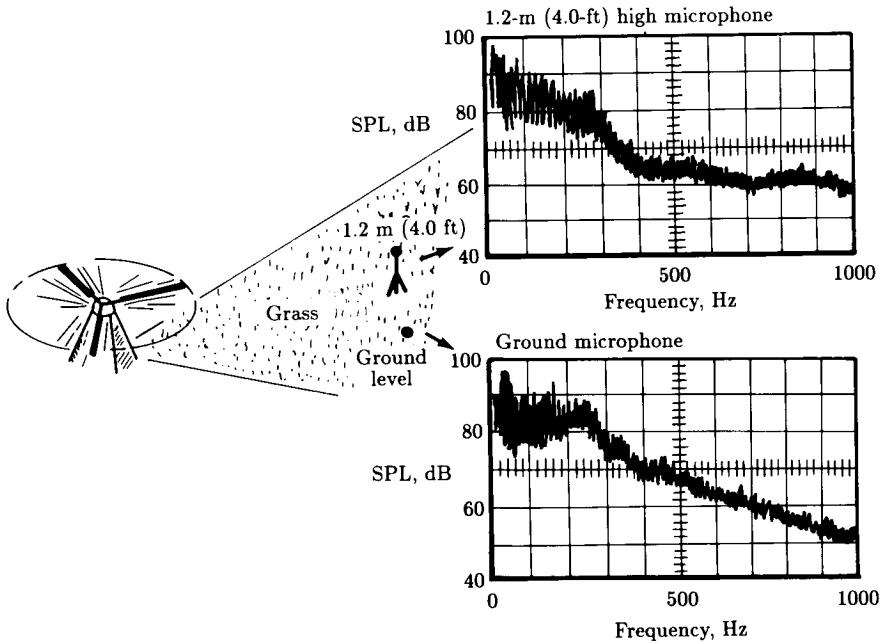 1.2-m (4.0-ft) high microphone
100
80
SPL, dB
60
40
0
500
1000
Frequency, Hz
1.2 m (4.0 ft)
Grass
Ground
level
Ground microphone
100
80
SPL, dB
60
40
0
500
1000
Frequency, Hz